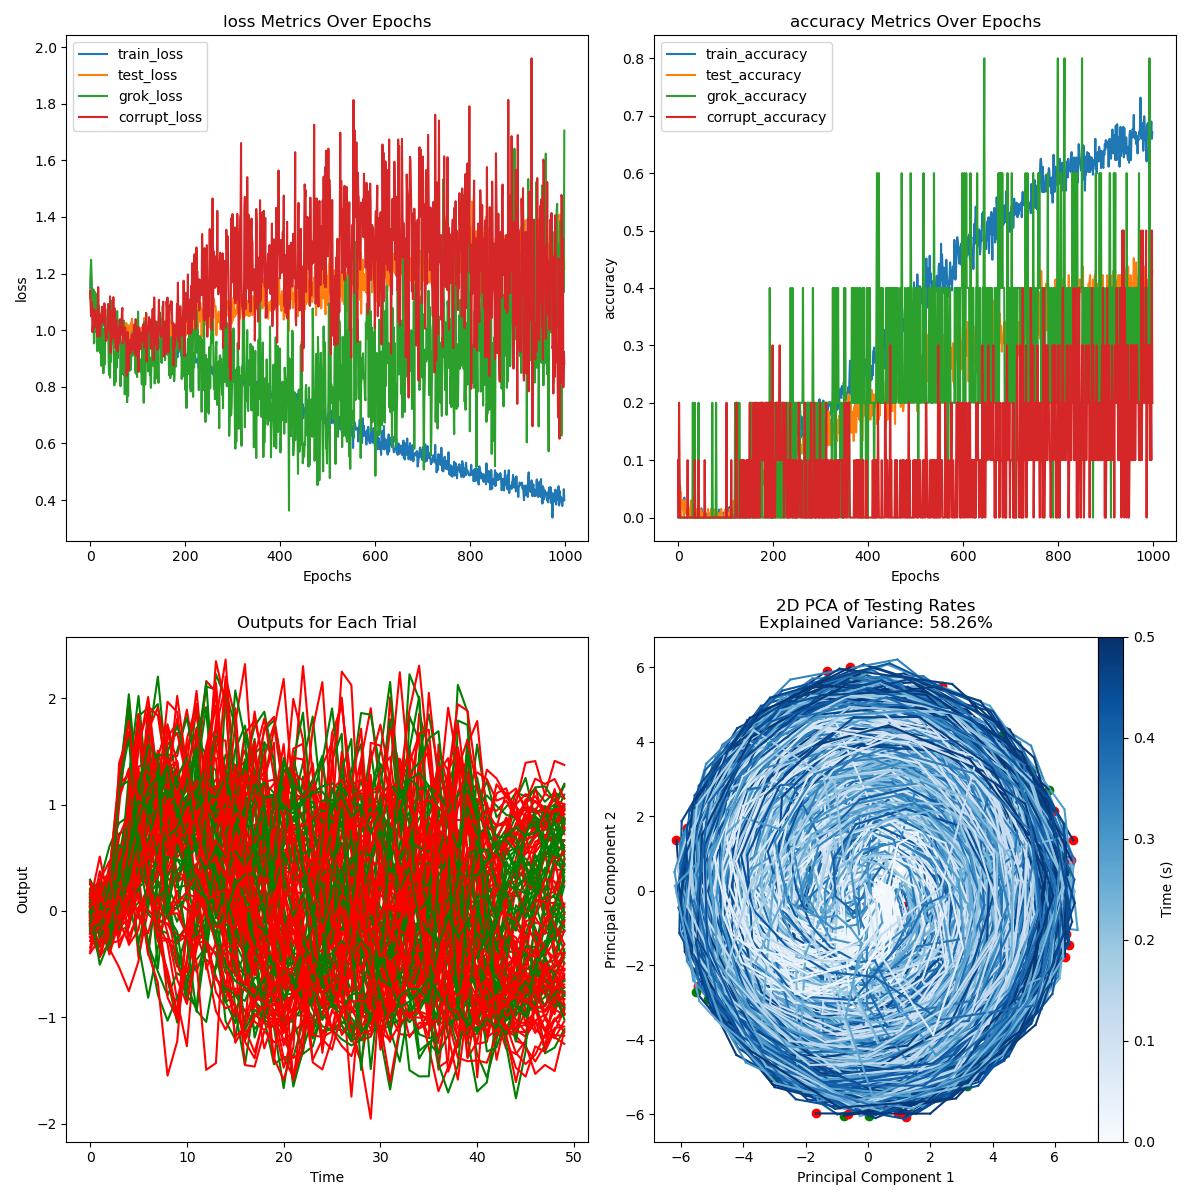 loss Metrics Over Epochs
2.0
1.8
1.6
1.4
1.2
1.0
0.8
0.6
0.4
loss
train_loss
test_loss
grok_loss
corrupt_loss
0 200 400 600 800 1000
Epochs
accuracy Metrics Over Epochs
0.8
0.7
0.6
0.5
0.4
0.3
0.2
0.1
0.0
accuracy
train_accuracy
test_accuracy
grok_accuracy
corrupt_accuracy
0 200 400 600 800 1000
Epochs
Outputs for Each Trial
2
1
0
−1
−2
Output
0 10 20 30 40 50
Time
2D PCA of Testing Rates
Explained Variance: 58.26%
6
4
2
0
−2
−4
−6
Principal Component 2
−6 −4 −2 0 2 4 6
Principal Component 1
0.5
0.4
0.3
0.2
0.1
0.0
Time (s)